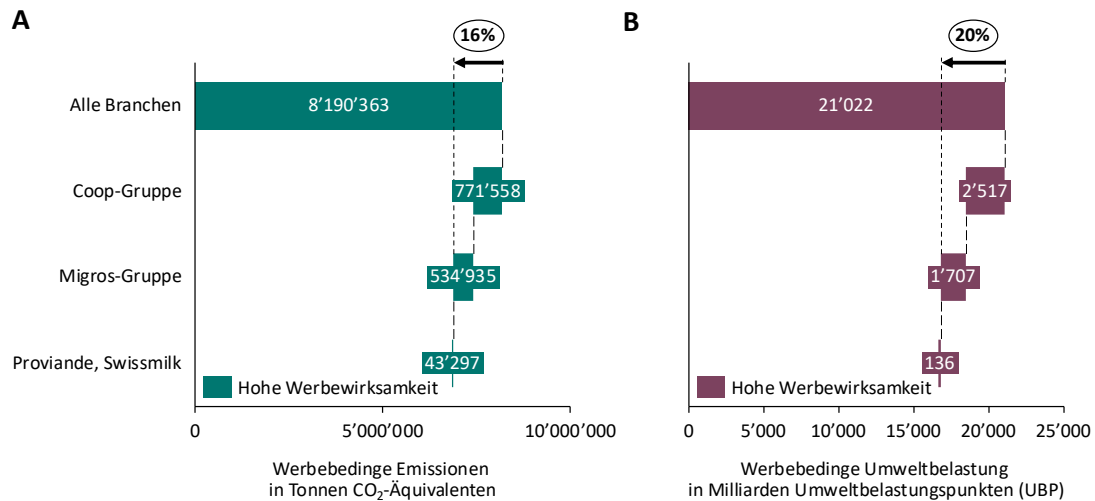 A
16%
Alle Branchen
8’190’363
Coop-Gruppe
771’558
Migros-Gruppe
534’935
Proviande, Swissmilk
43’297
Hohe Werbewirksamkeit
0
5’000’000
10’000’000
Werbebedinge Emissionen
in Tonnen CO₂-Äquivalenten
B
20%
21’022
2’517
1’707
136
Hohe Werbewirksamkeit
0
5’000
10’000
15’000
20’000
25’000
Werbebedinge Umweltbelastung
in Milliarden Umweltbelastungspunkten (UBP)